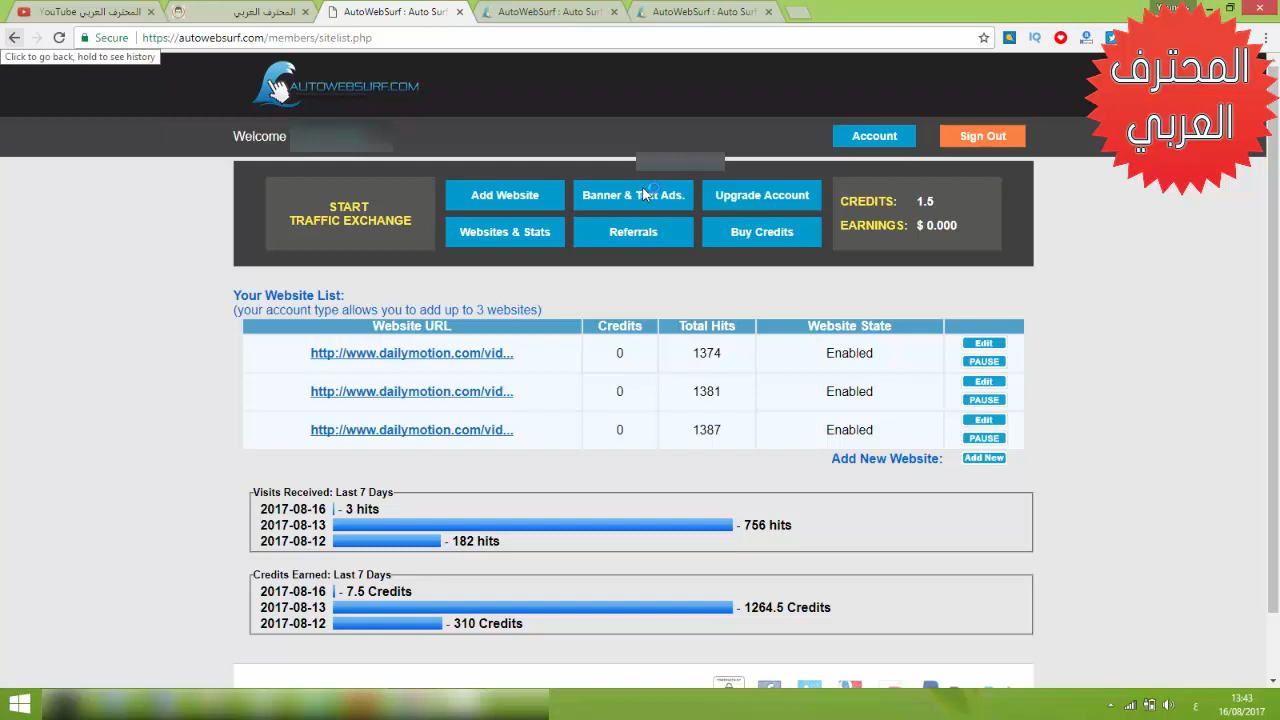 المحترف العربي YouTube
المحترف العربي
AutoWebSurf : Auto Surf
AutoWebSurf : Auto Surf
AutoWebSurf : Auto Surf
Secure
https://autowebsurf.com/members/sitelist.php
IQ
Click to go back, hold to see history
المحترف
العربي
AUTOWEBSURF.COM
Welcome
Account
Sign Out
START
TRAFFIC EXCHANGE
Add Website
Banner & Text Ads.
Upgrade Account
Websites & Stats
Referrals
Buy Credits
CREDITS: 1.5
EARNINGS: $ 0.000
Your Website List:
(your account type allows you to add up to 3 websites)
Website URL Credits Total Hits Website State
http://www.dailymotion.com/vid... 0 1374 Enabled Edit
PAUSE
http://www.dailymotion.com/vid... 0 1381 Enabled Edit
PAUSE
http://www.dailymotion.com/vid... 0 1387 Enabled Edit
PAUSE
Add New Website: Add New
Visits Received: Last 7 Days
2017-08-16 - 3 hits
2017-08-13 - 756 hits
2017-08-12 - 182 hits
Credits Earned: Last 7 Days
2017-08-16 - 7.5 Credits
2017-08-13 - 1264.5 Credits
2017-08-12 - 310 Credits
ع
13:43
16/08/2017